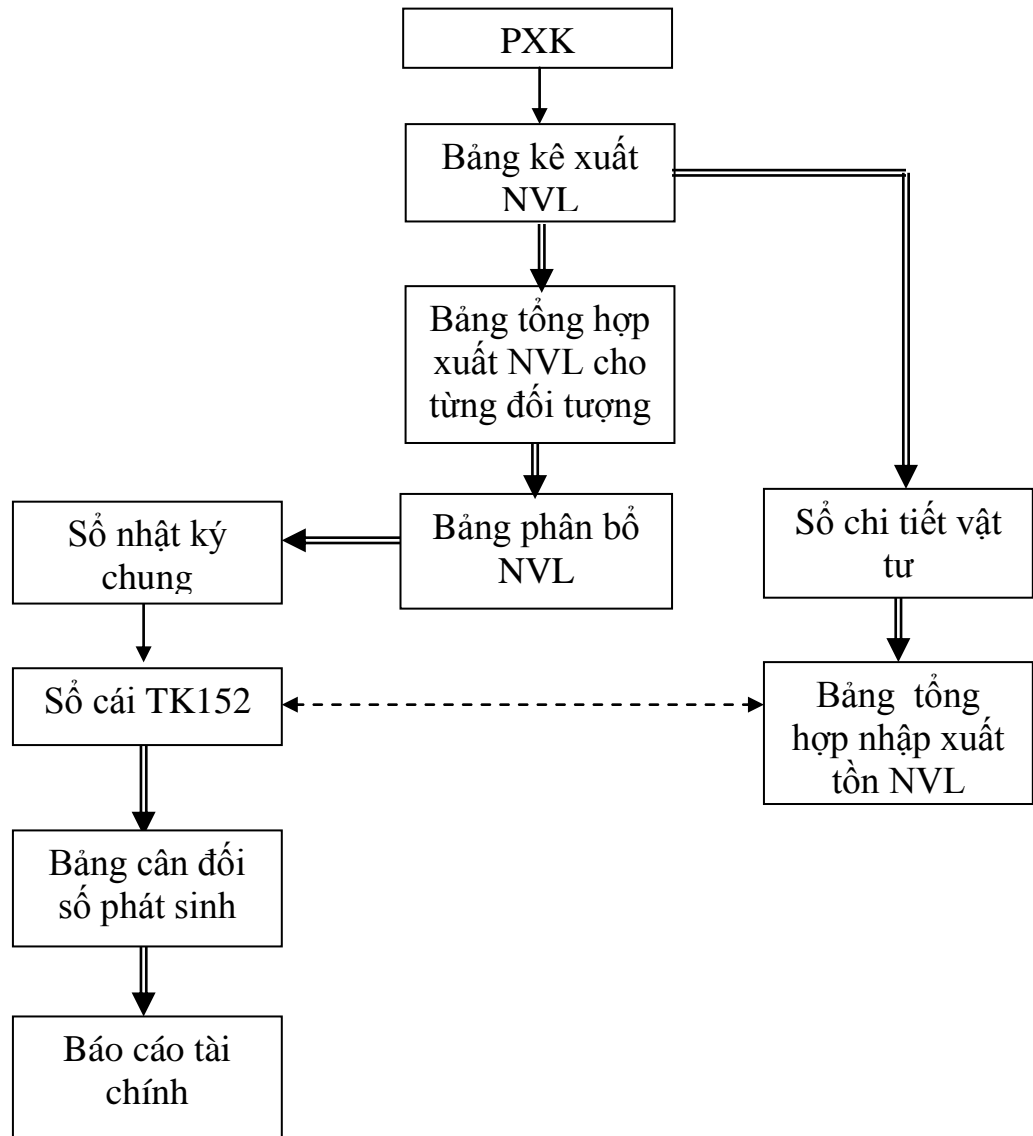 PXK
Bảng kê xuất
NVL
Bảng tổng hợp
xuất NVL cho
từng đối tượng
Bảng phân bổ
NVL
Sổ nhật ký
chung
Sổ chi tiết vật
tư
Sổ cái TK152
Bảng tổng
hợp nhập xuất
tồn NVL
Bảng cân đối
số phát sinh
Báo cáo tài
chính